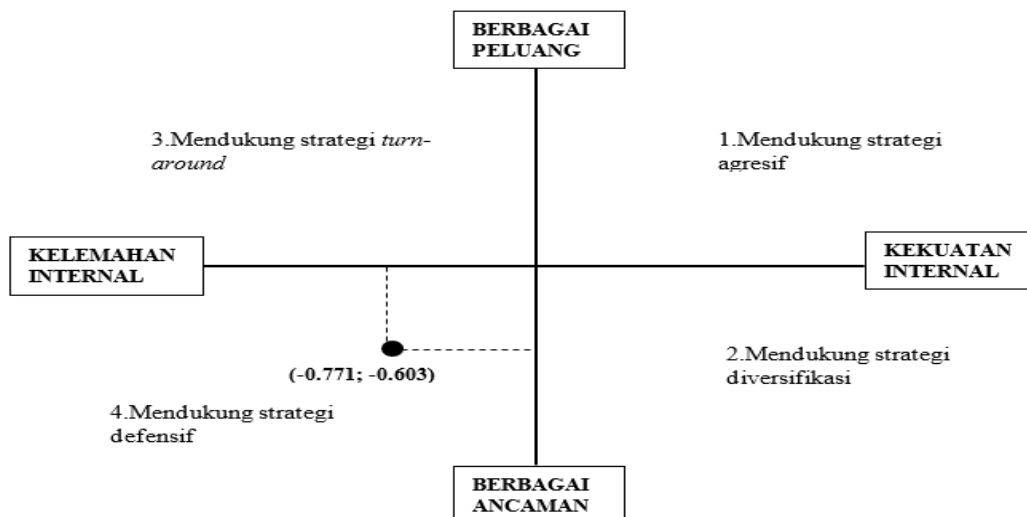 BERBAGAI
PELUANG
3.Mendukung strategi turn-
around
1.Mendukung strategi
agresif
KELEMAHAN
INTERNAL
KEKUATAN
INTERNAL
(-0.771; -0.603)
2.Mendukung strategi
diversifikasi
4.Mendukung strategi
defensif
BERBAGAI
ANCAMAN